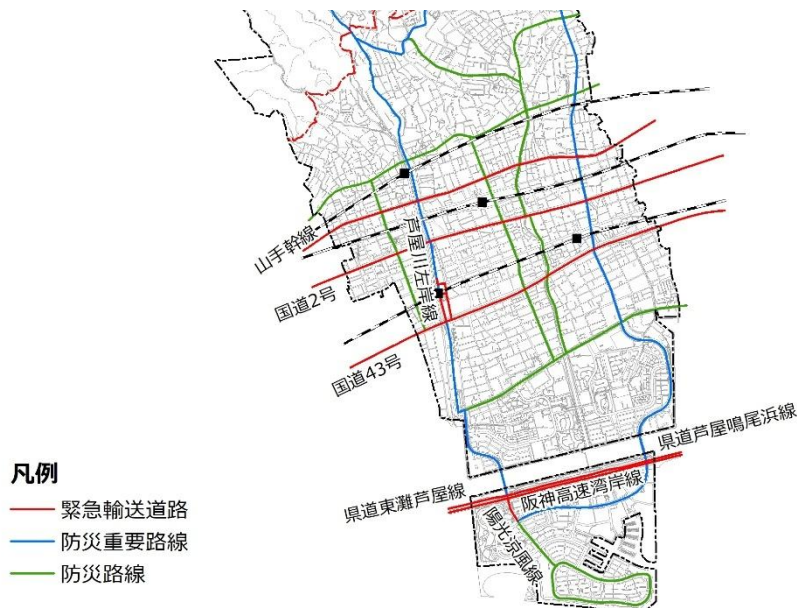 山手幹線
芦屋川左岸線
国道2号
国道43号
県道芦屋鳴尾浜線
県道東灘芦屋線
阪神高速湾岸線
陽光涼風線
凡例
緊急輸送道路
防災重要路線
防災路線